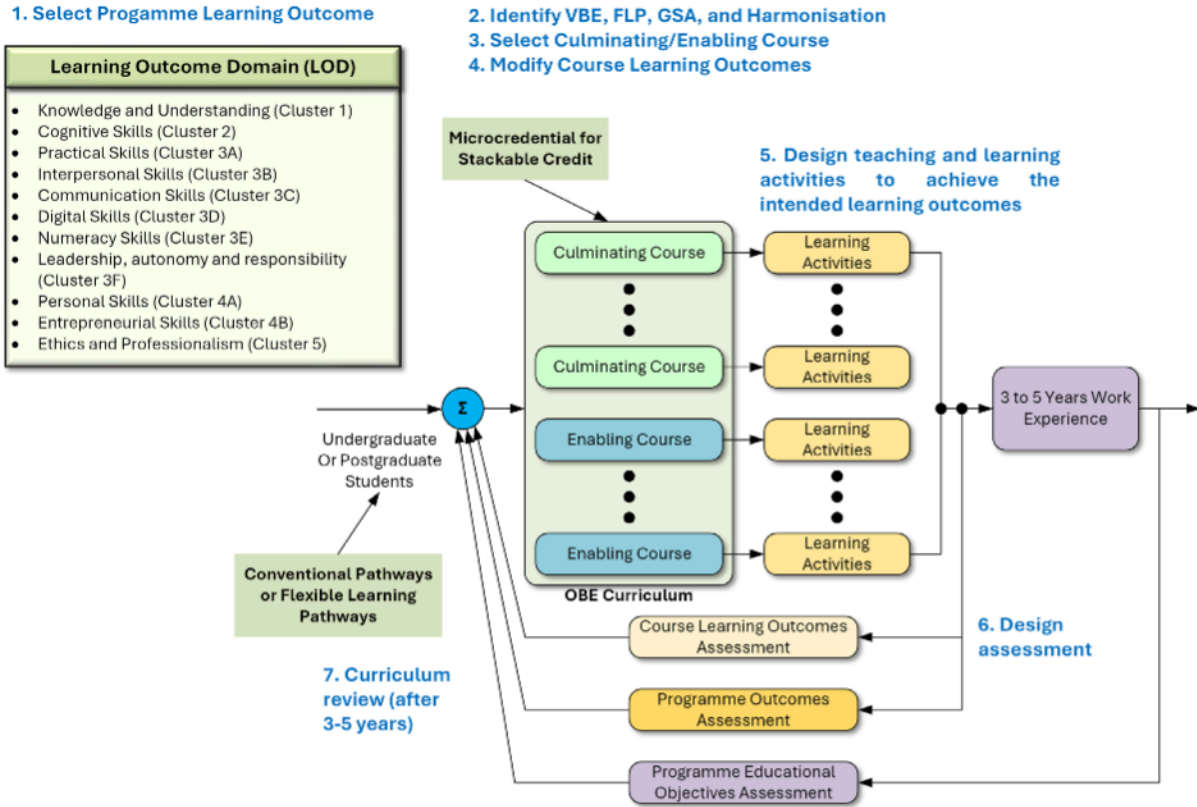 1. Select Progamme Learning Outcome
2. Identify VBE, FLP, GSA, and Harmonisation
3. Select Culminating/Enabling Course
4. Modify Course Learning Outcomes
Learning Outcome Domain (LOD)
• Knowledge and Understanding (Cluster 1)
• Cognitive Skills (Cluster 2)
• Practical Skills (Cluster 3A)
• Interpersonal Skills (Cluster 3B)
• Communication Skills (Cluster 3C)
• Digital Skills (Cluster 3D)
• Numeracy Skills (Cluster 3E)
• Leadership, autonomy and responsibility
(Cluster 3F)
• Personal Skills (Cluster 4A)
• Entrepreneurial Skills (Cluster 4B)
• Ethics and Professionalism (Cluster 5)
Microcredential for
Stackable Credit
5. Design teaching and learning
activities to achieve the
intended learning outcomes
Culminating Course
Learning
Activities
Culminating Course
Learning
Activities
Σ
Undergraduate
Or Postgraduate
Students
Enabling Course
Learning
Activities
3 to 5 Years Work
Experience
Enabling Course
Learning
Activities
Conventional Pathways
or Flexible Learning
Pathways
OBE Curriculum
Course Learning Outcomes
Assessment
6. Design
assessment
7. Curriculum
review (after
3-5 years)
Programme Outcomes
Assessment
Programme Educational
Objectives Assessment